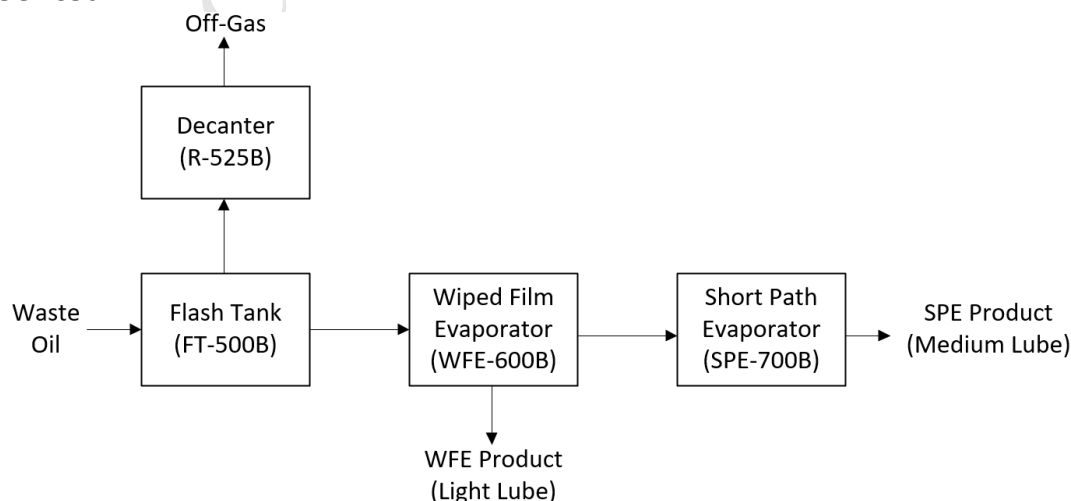 Off-Gas
Decanter
(R-525B)
Waste
Oil
Flash Tank
(FT-500B)
Wiped Film
Evaporator
(WFE-600B)
Short Path
Evaporator
(SPE-700B)
SPE Product
(Medium Lube)
WFE Product
(Light Lube)